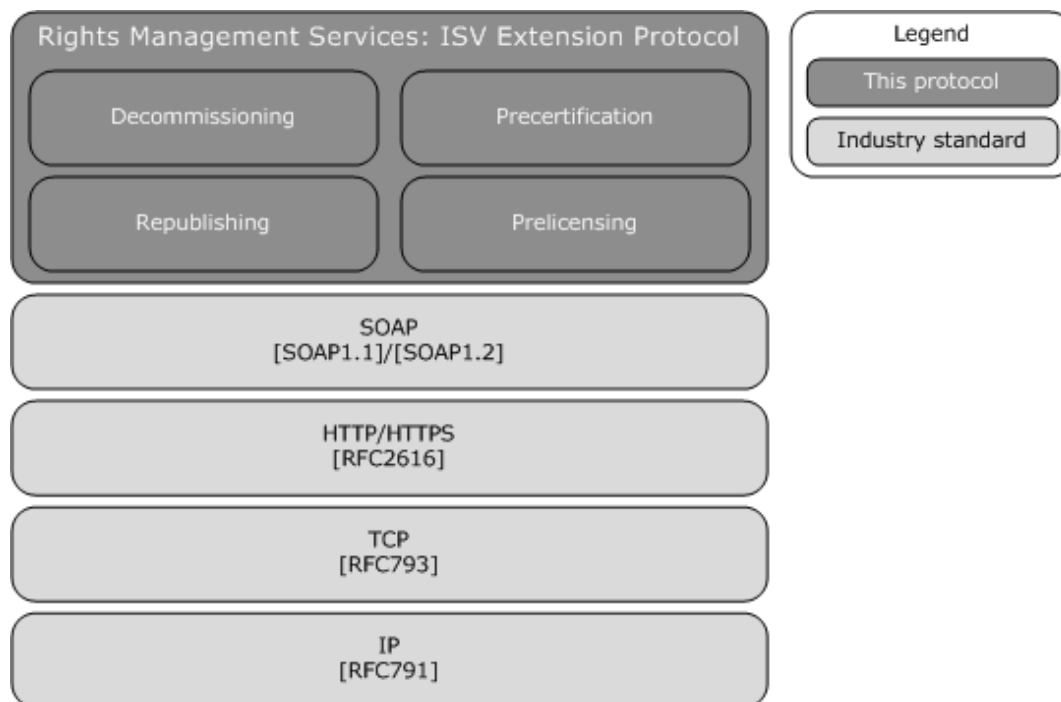 Rights Management Services: ISV Extension Protocol
Decommissioning
Precertification
Republishing
Prelicensing
SOAP
[SOAP1.1]/[SOAP1.2]
HTTP/HTTPS
[RFC2616]
TCP
[RFC793]
IP
[RFC791]
Legend
This protocol
Industry standard